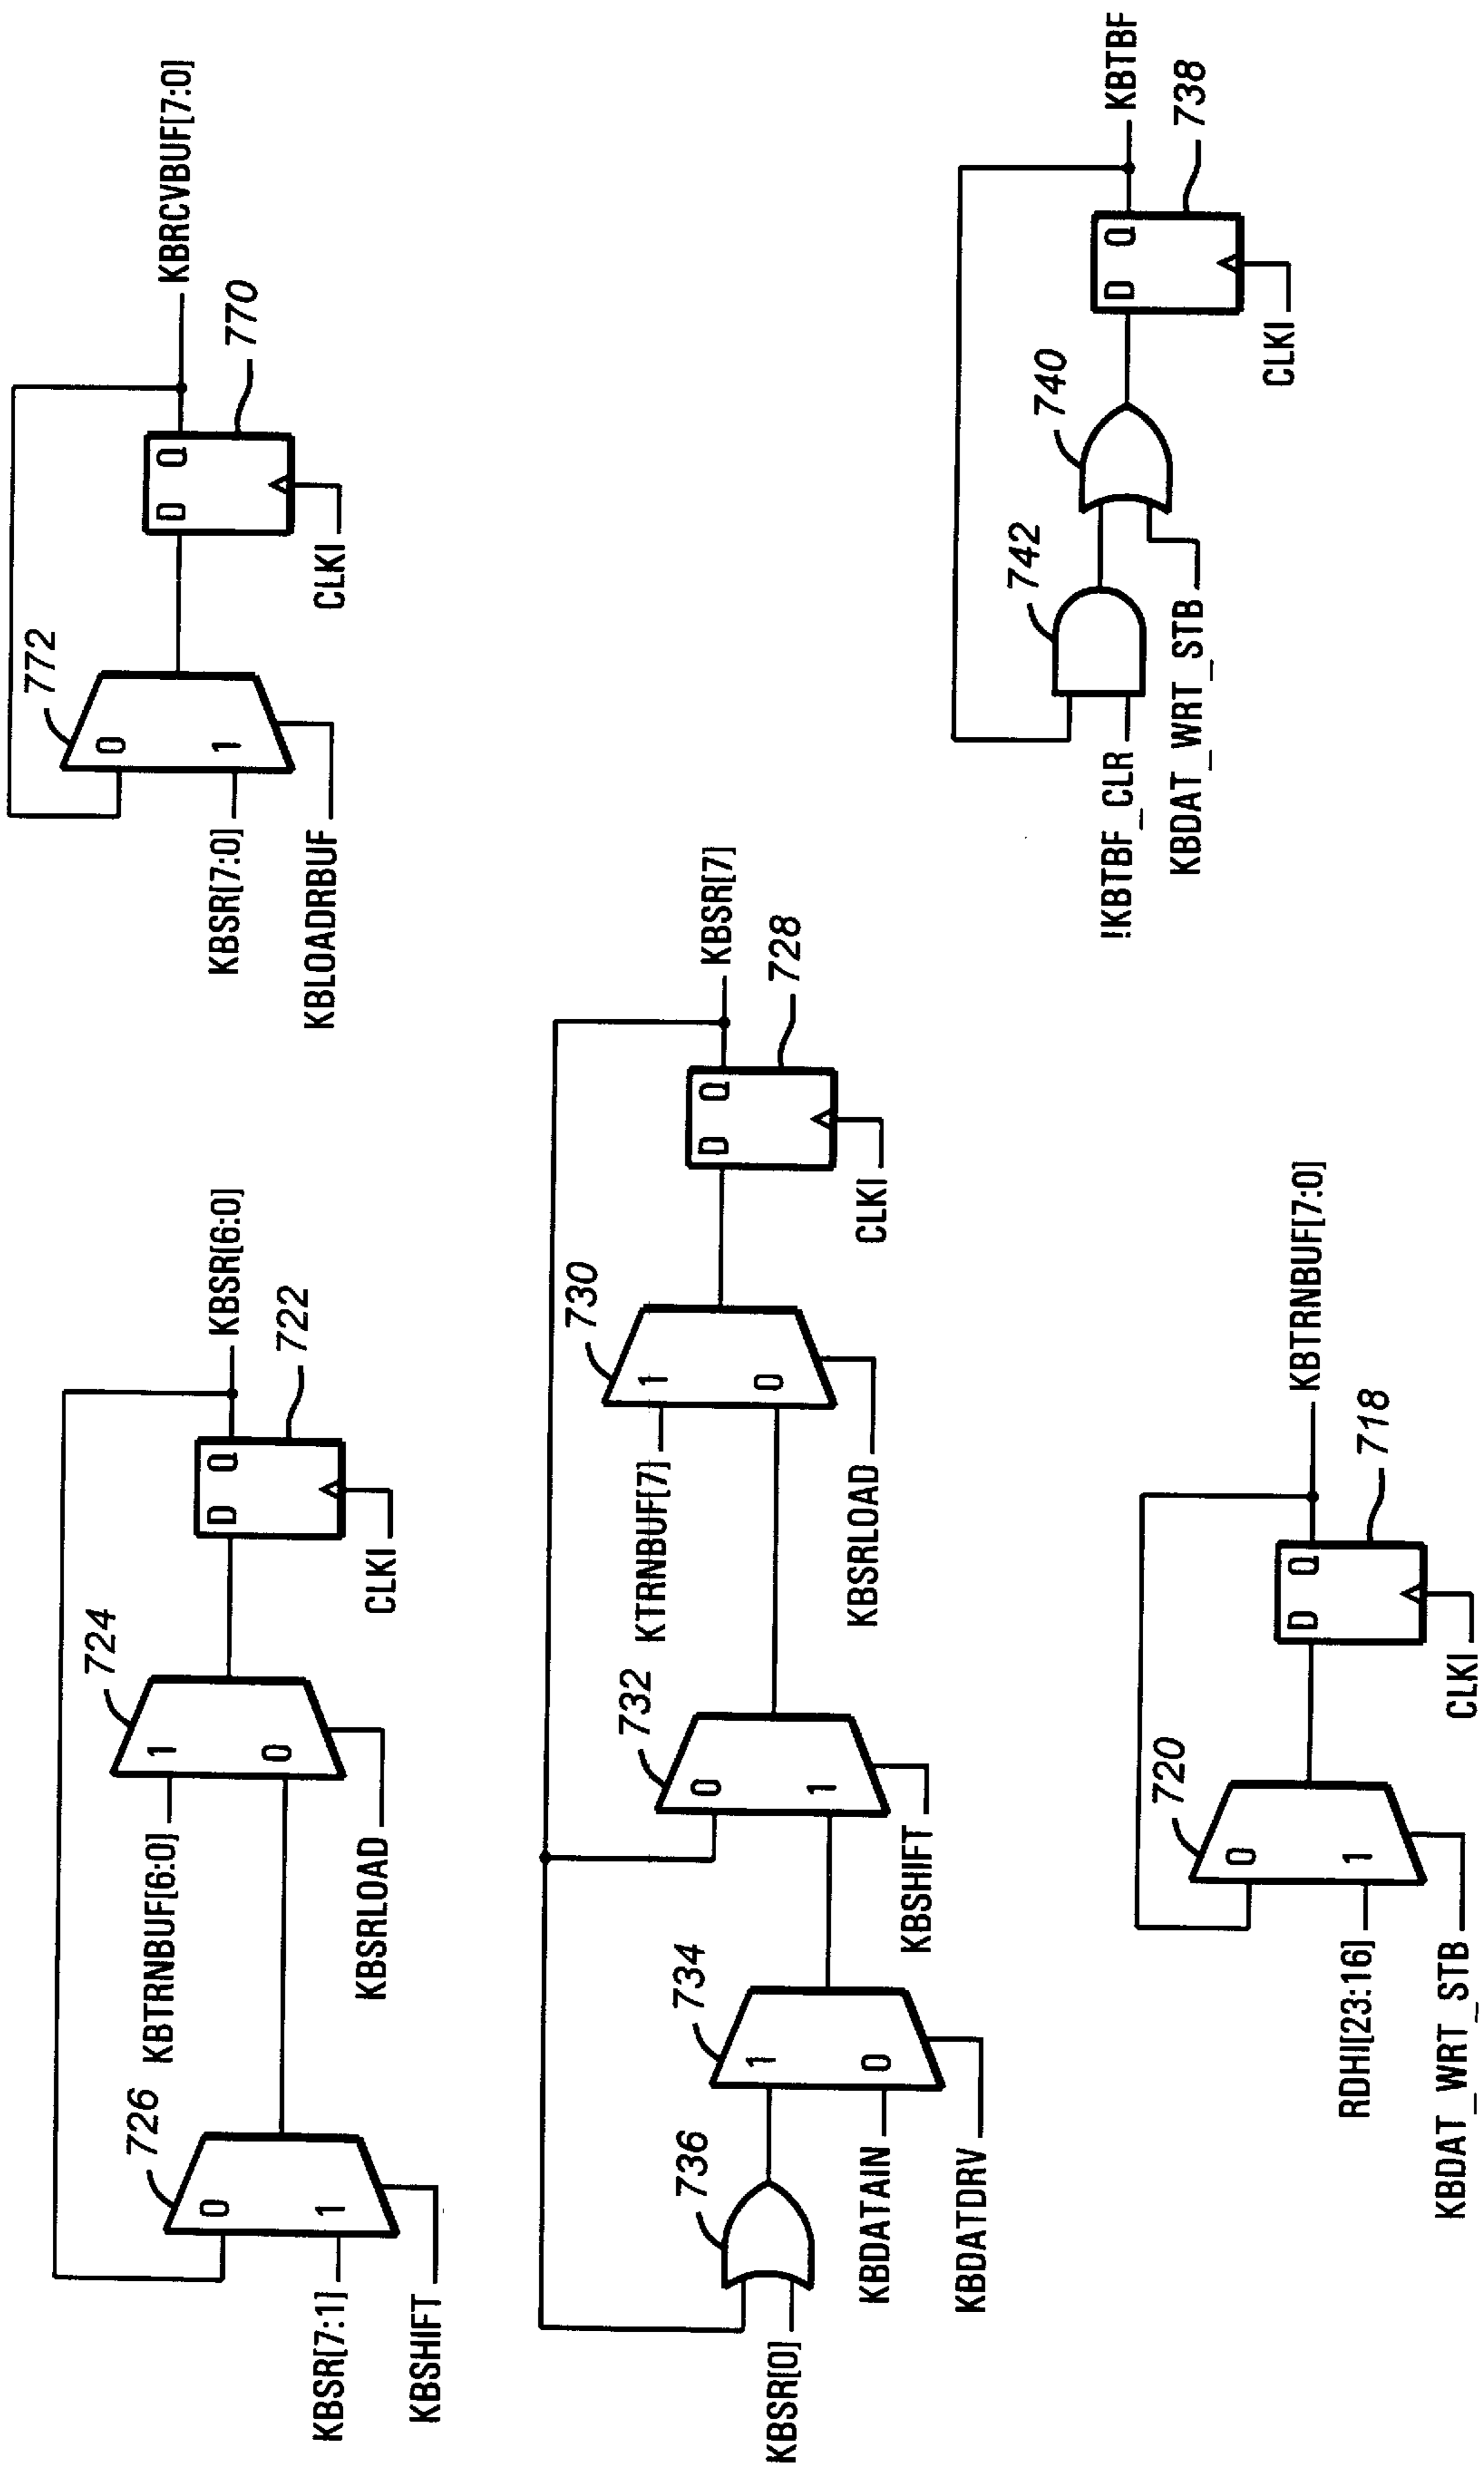 726
0
1
KBSR[7:1]
KBSHIFT
724
1
0
KBTRNBUF[6:0]
KBSRLOAD
D Q
722
CLKI
KBSR[6:0]
772
0
1
KBSR[7:0]
KBLOADRBUF
D Q
770
CLKI
KBRCVBUF[7:0]
736
KBSR[0]
734
1
0
KBDATAIN
KBDATDRV
732
0
1
KBSHIFT
730
1
0
KTRNBUF[7]
KBSRLOAD
D Q
728
CLKI
KBSR[7]
720
0
1
RDHI[23:16]
KBDAT_WRT_STB
D Q
718
CLKI
KBTRNBUF[7:0]
742
!KBTBF_CLR
740
KBDAT_WRT_STB
D Q
738
CLKI
KBTBF